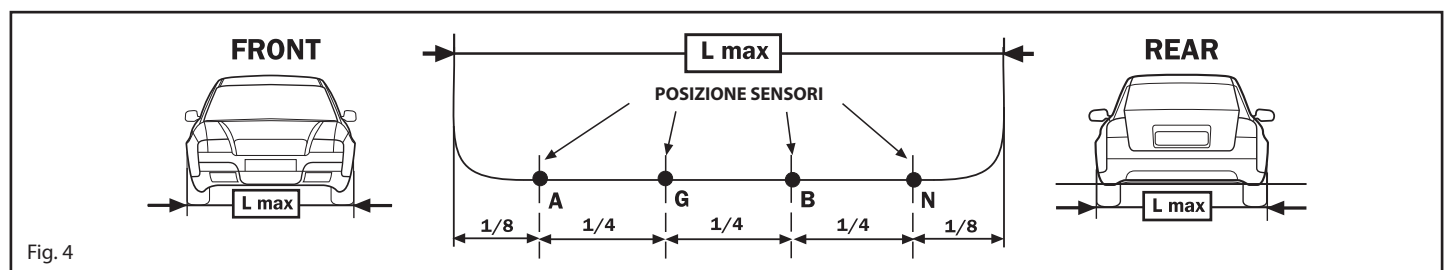 FRONT
L max
REAR
POSIZIONE SENSORI
A
G
B
N
L max
L max
1/8
1/4
1/4
1/4
1/8
Fig. 4